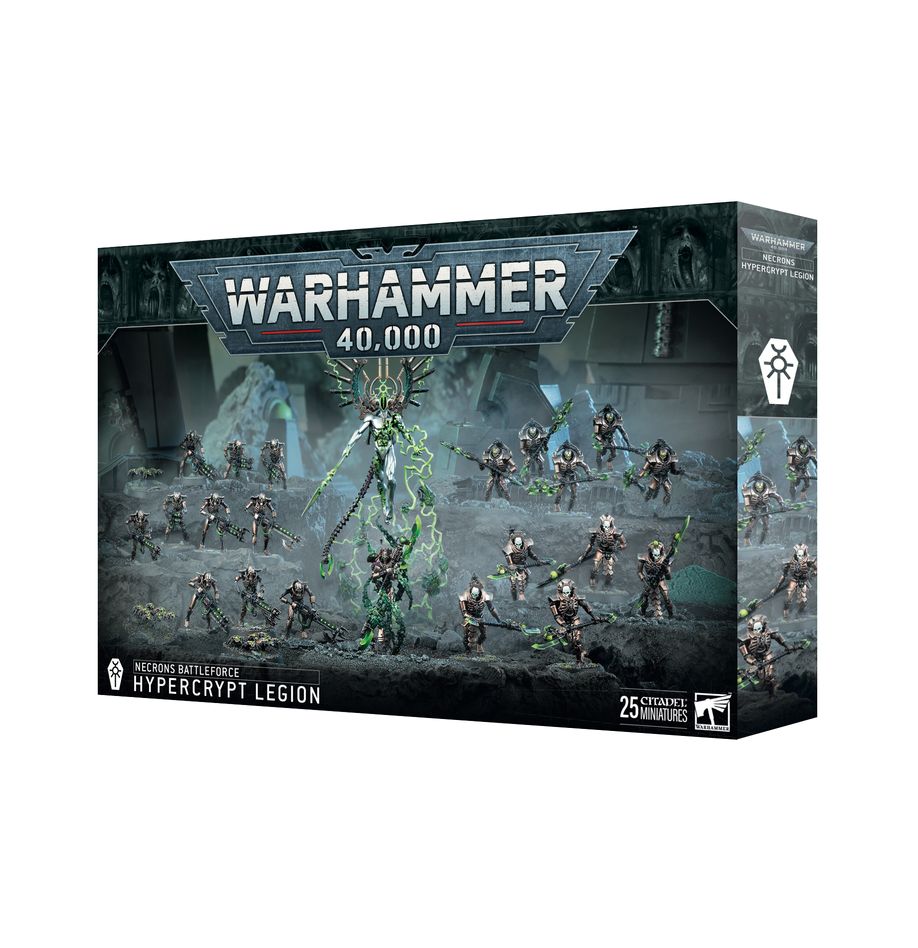 WARHAMMER
40,000
NECRONS BATTLEFORCE
HYPERCRYPT LEGION
25 CITADEL
MINIATURES
WARHAMMER
WARHAMMER
40,000
NECRONS
HYPERCRYPT LEGION